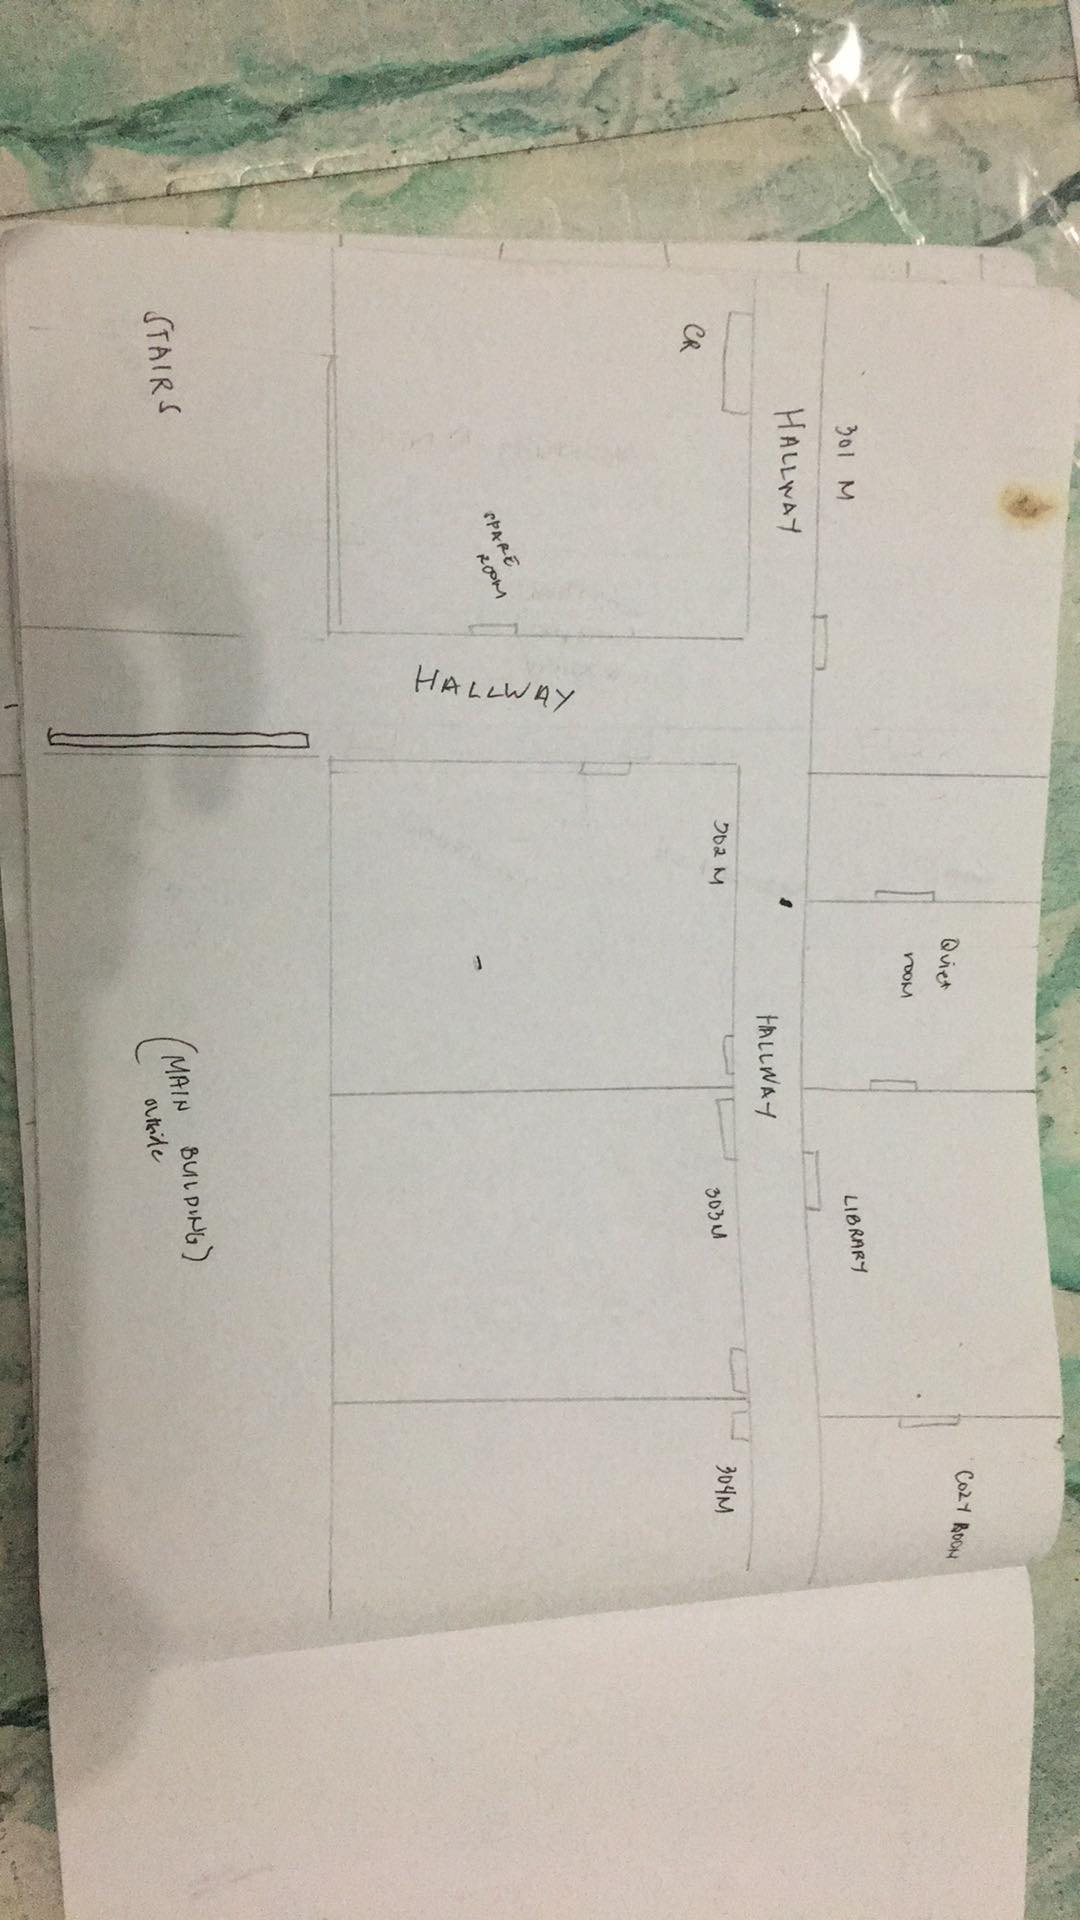 Quiet
room
COZY ROOM
LIBRARY
301 M
HALLWAY
HALLWAY
302 M
303M
304M
CR
HALLWAY
SPARE
ROOM
STAIRS
(MAIN BUILDING)
outside